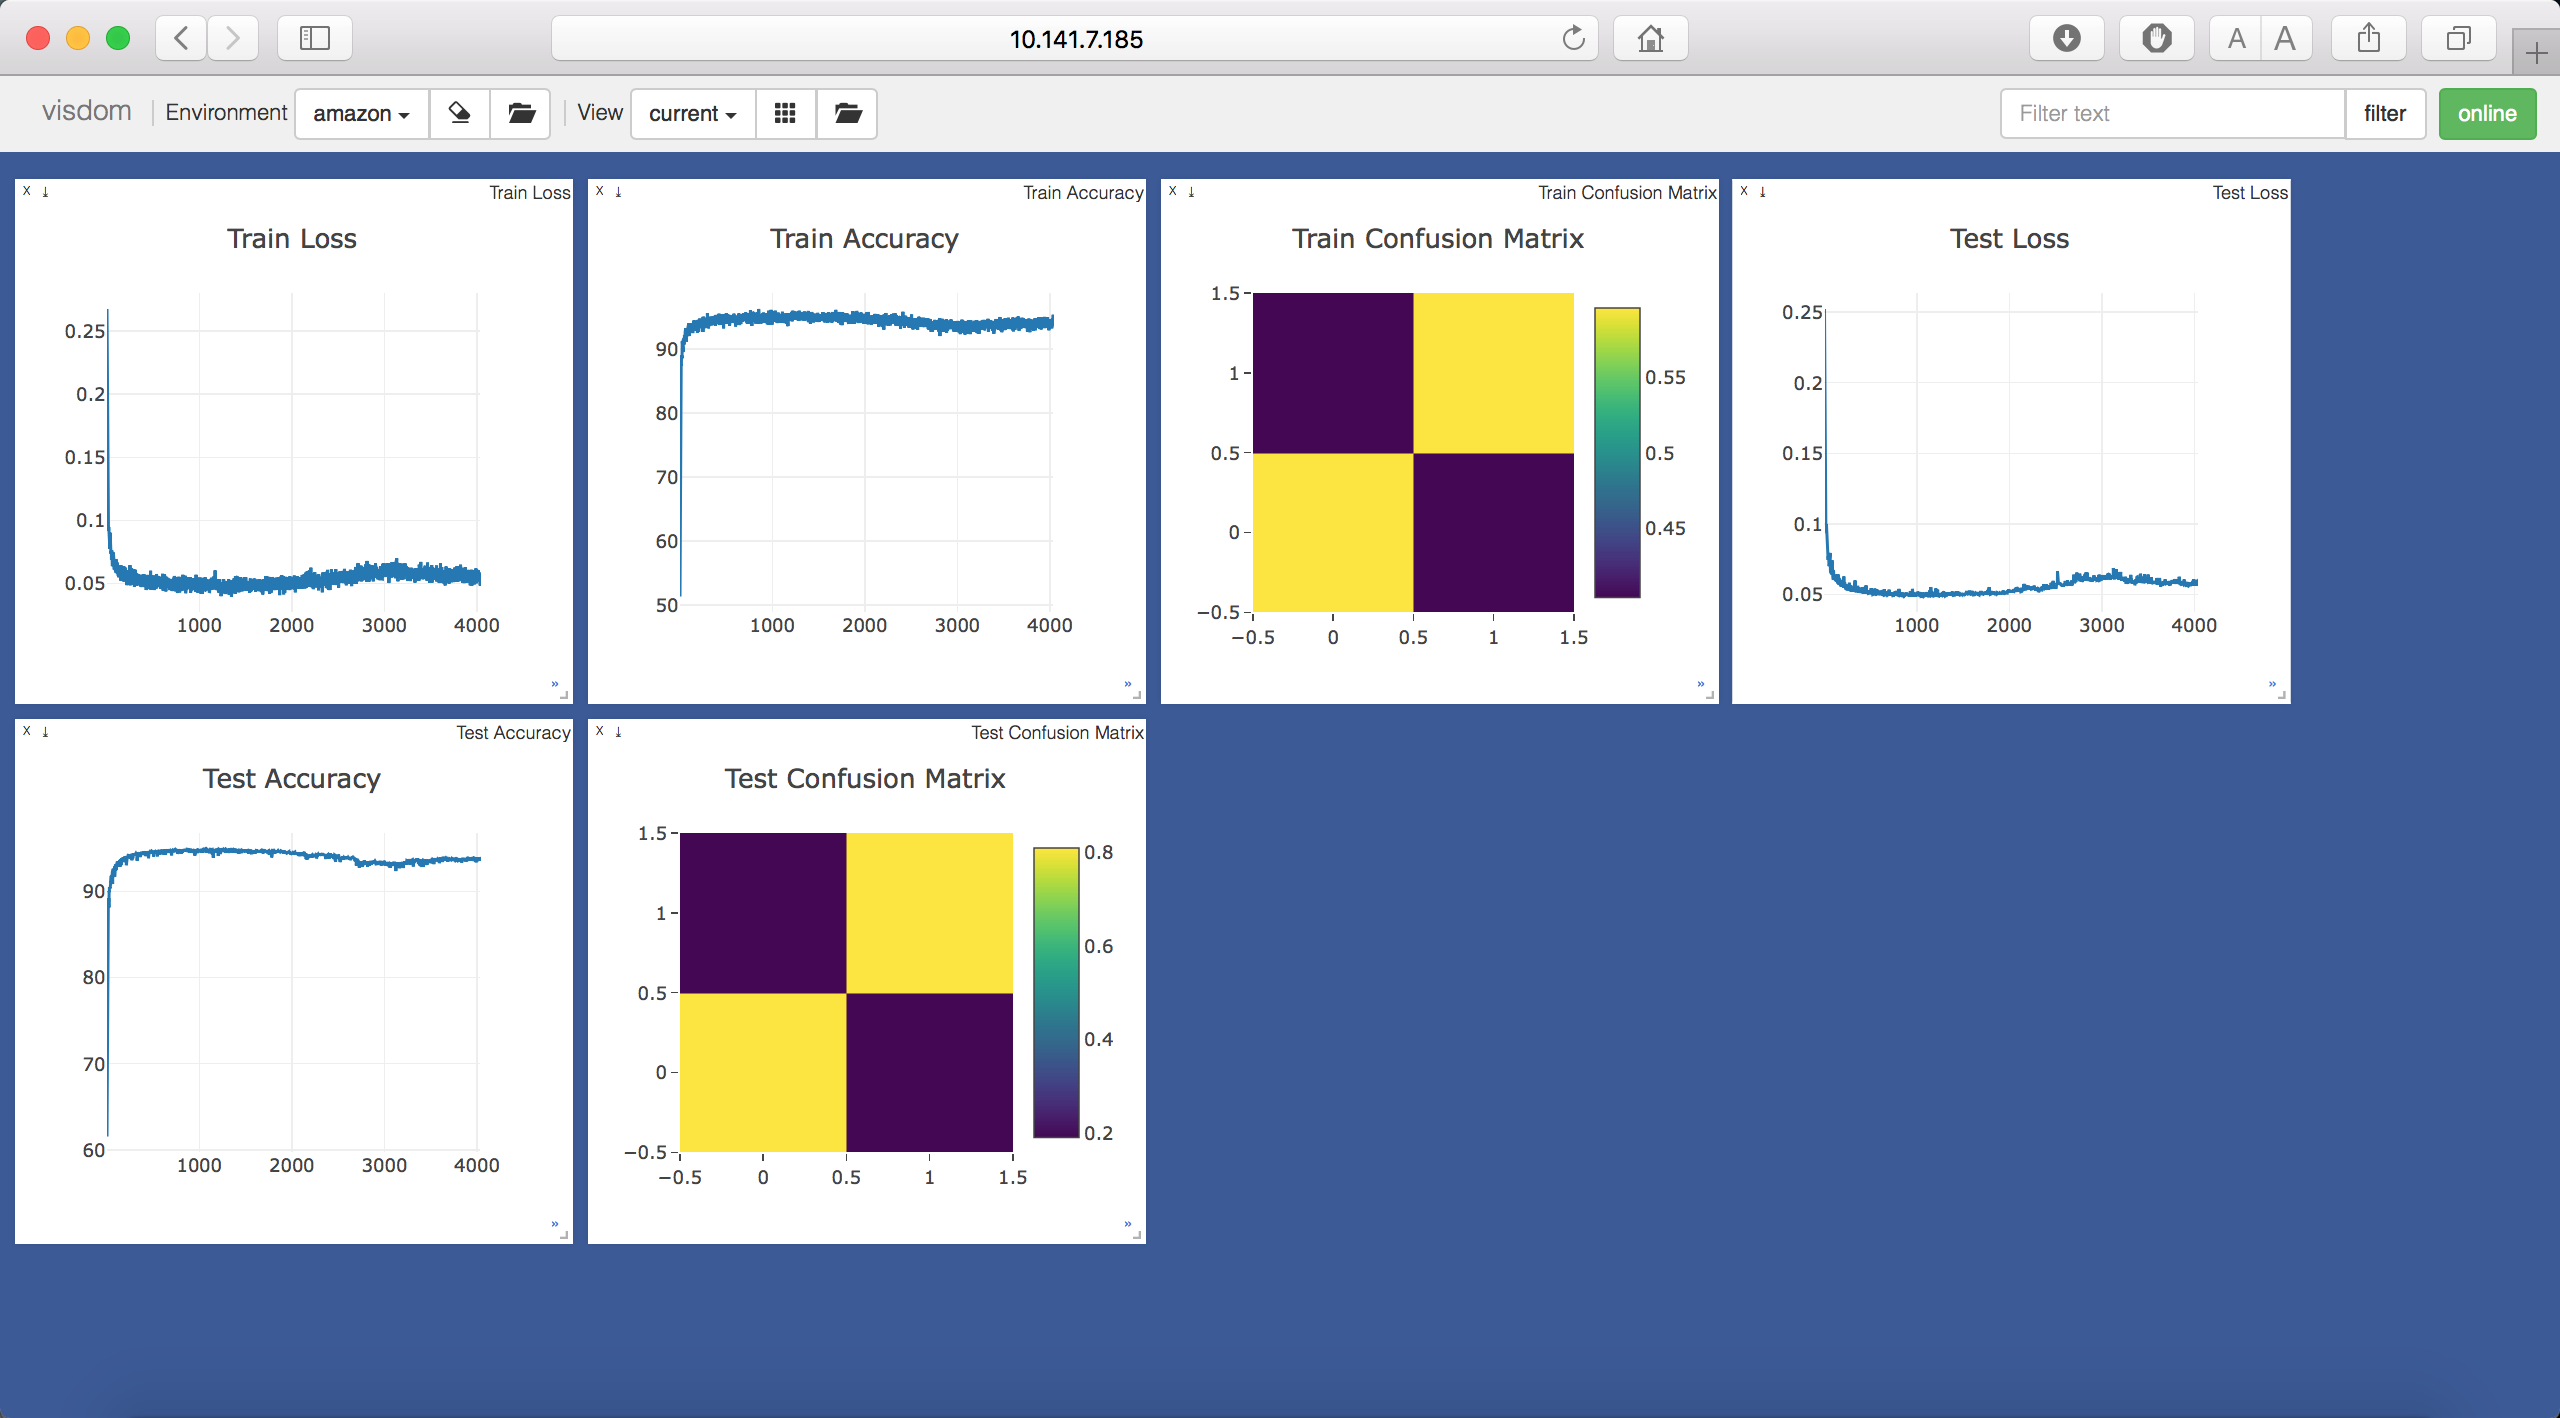 10.141.7.185
A A
visdom Environment amazon View current Filter text filter online
X Train Loss
Train Loss
0.25
0.2
0.15
0.1
0.05
1000 2000 3000 4000
»
X Train Accuracy
Train Accuracy
90
80
70
60
50
1000 2000 3000 4000
»
X Train Confusion Matrix
Train Confusion Matrix
1.5
1
0.5
0
−0.5
−0.5 0 0.5 1 1.5
0.55
0.5
0.45
»
X Test Loss
Test Loss
0.25
0.2
0.15
0.1
0.05
1000 2000 3000 4000
»
X Test Accuracy
Test Accuracy
90
80
70
60
1000 2000 3000 4000
»
X Test Confusion Matrix
Test Confusion Matrix
1.5
1
0.5
0
−0.5
−0.5 0 0.5 1 1.5
0.8
0.6
0.4
0.2
»